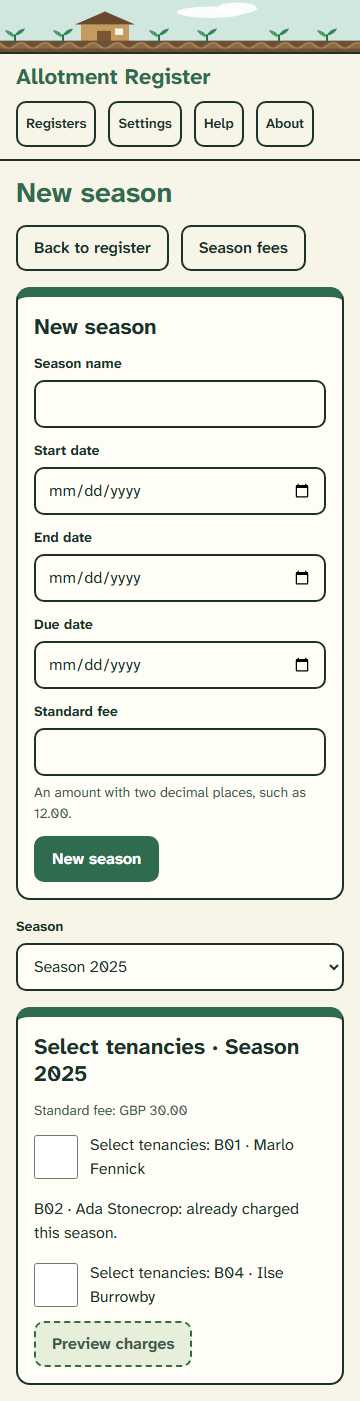 Allotment Register
Registers
Settings
Help
About
New season
Back to register
Season fees
New season
Season name
Start date
mm/dd/yyyy
End date
mm/dd/yyyy
Due date
mm/dd/yyyy
Standard fee
An amount with two decimal places, such as
12.00.
New season
Season
Season 2025
Select tenancies · Season
2025
Standard fee: GBP 30.00
Select tenancies: B01 · Marlo
Fennick
B02 · Ada Stonecrop: already charged
this season.
Select tenancies: B04 · Ilse
Burrowby
Preview charges